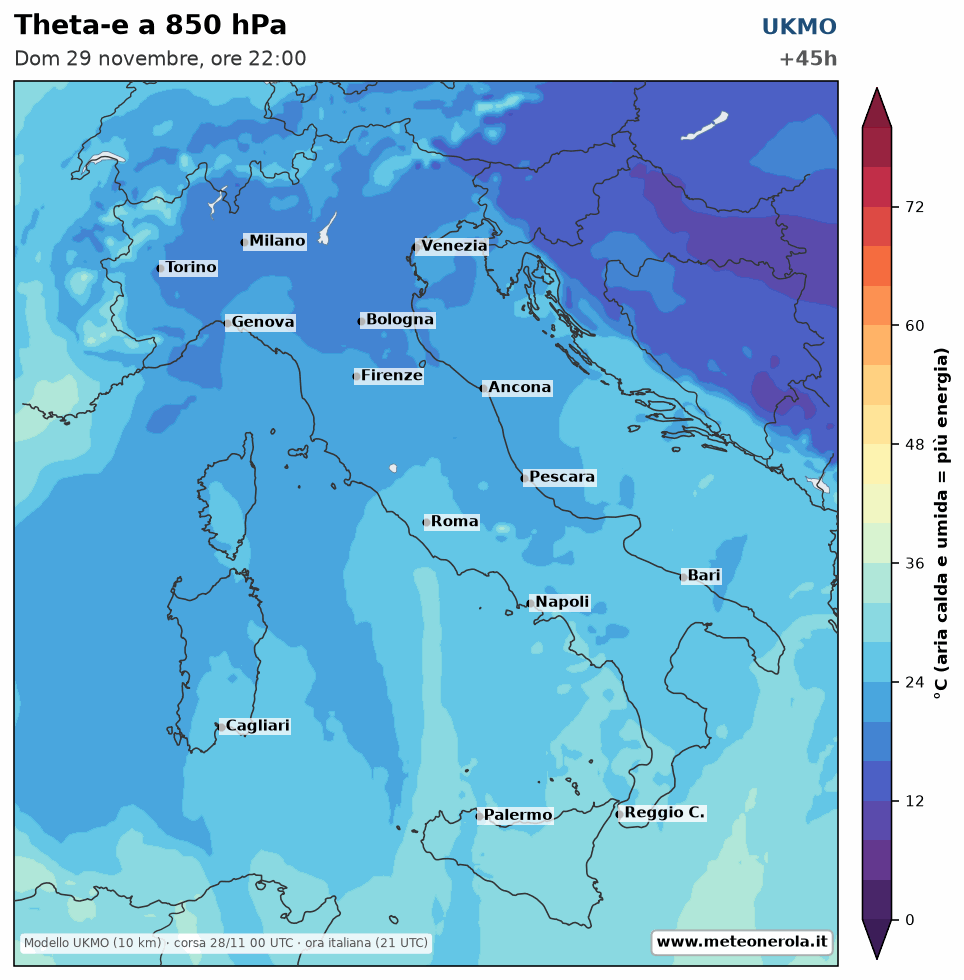 Theta-e a 850 hPa
UKMO
Dom 29 novembre, ore 22:00
+45h
Milano
Venezia
Torino
Genova
Bologna
Firenze
Ancona
Pescara
Roma
Bari
Napoli
Cagliari
Palermo
Reggio C.
72
60
48
36
24
12
0
°C (aria calda e umida = più energia)
Modello UKMO (10 km) · corsa 28/11 00 UTC · ora italiana (21 UTC)
www.meteonerola.it